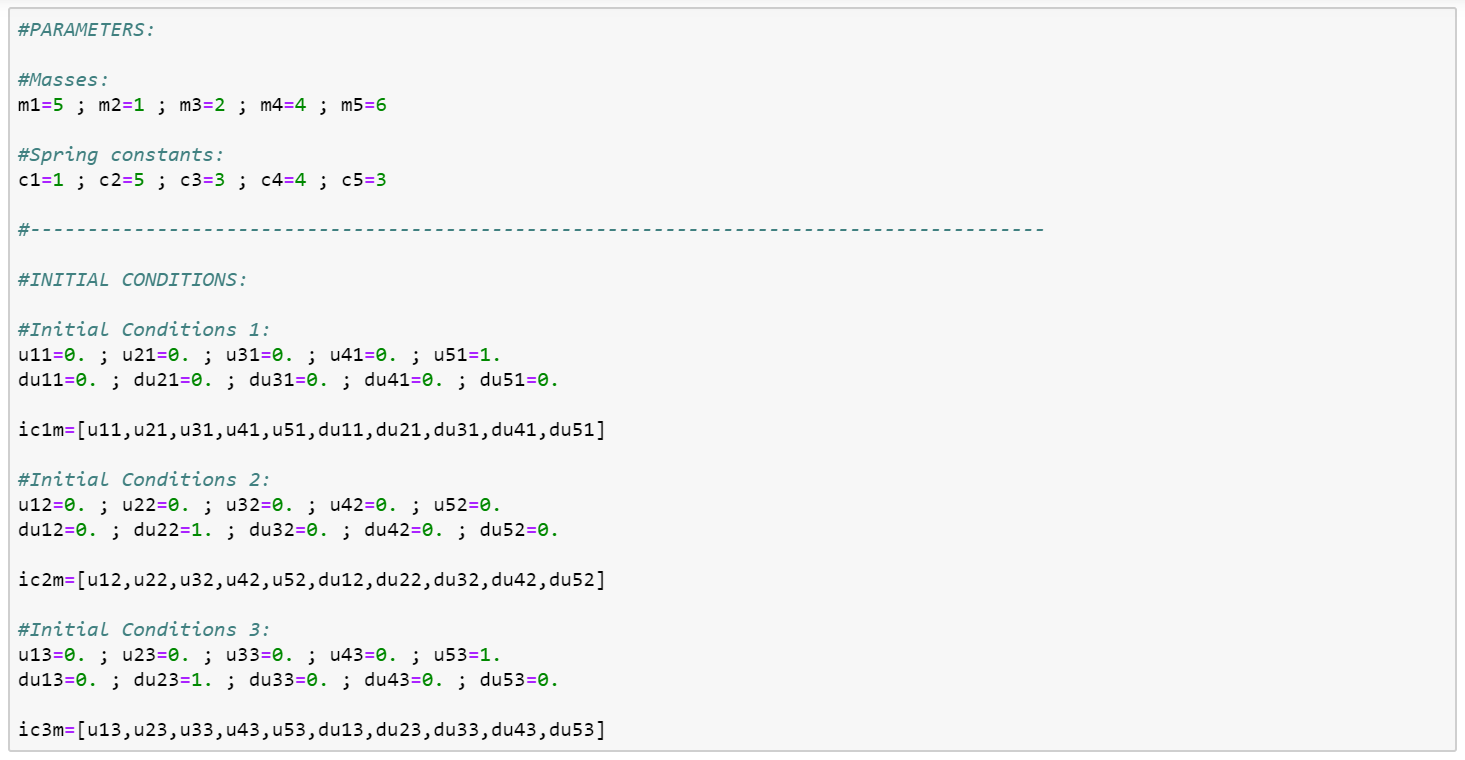 #PARAMETERS:
#Masses:
m1=5 ; m2=1 ; m3=2 ; m4=4 ; m5=6
#Spring constants:
c1=1 ; c2=5 ; c3=3 ; c4=4 ; c5=3
#----------------------------------------------------------------------------------------
#INITIAL CONDITIONS:
#Initial Conditions 1:
u11=0. ; u21=0. ; u31=0. ; u41=0. ; u51=1.
du11=0. ; du21=0. ; du31=0. ; du41=0. ; du51=0.
ic1m=[u11,u21,u31,u41,u51,du11,du21,du31,du41,du51]
#Initial Conditions 2:
u12=0. ; u22=0. ; u32=0. ; u42=0. ; u52=0.
du12=0. ; du22=1. ; du32=0. ; du42=0. ; du52=0.
ic2m=[u12,u22,u32,u42,u52,du12,du22,du32,du42,du52]
#Initial Conditions 3:
u13=0. ; u23=0. ; u33=0. ; u43=0. ; u53=1.
du13=0. ; du23=1. ; du33=0. ; du43=0. ; du53=0.
ic3m=[u13,u23,u33,u43,u53,du13,du23,du33,du43,du53]